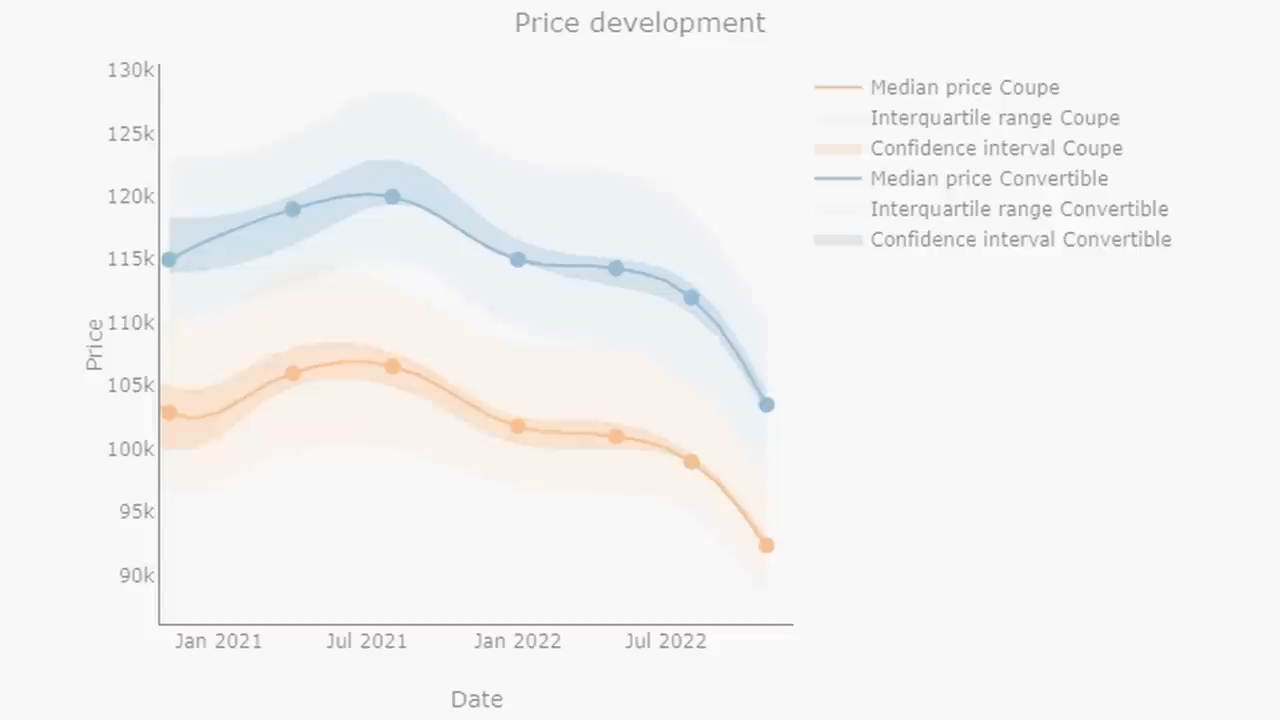 Price development
130k
125k
120k
115k
110k
105k
100k
95k
90k
Price
Jan 2021
Jul 2021
Jan 2022
Jul 2022
Date
Median price Coupe
Interquartile range Coupe
Confidence interval Coupe
Median price Convertible
Interquartile range Convertible
Confidence interval Convertible